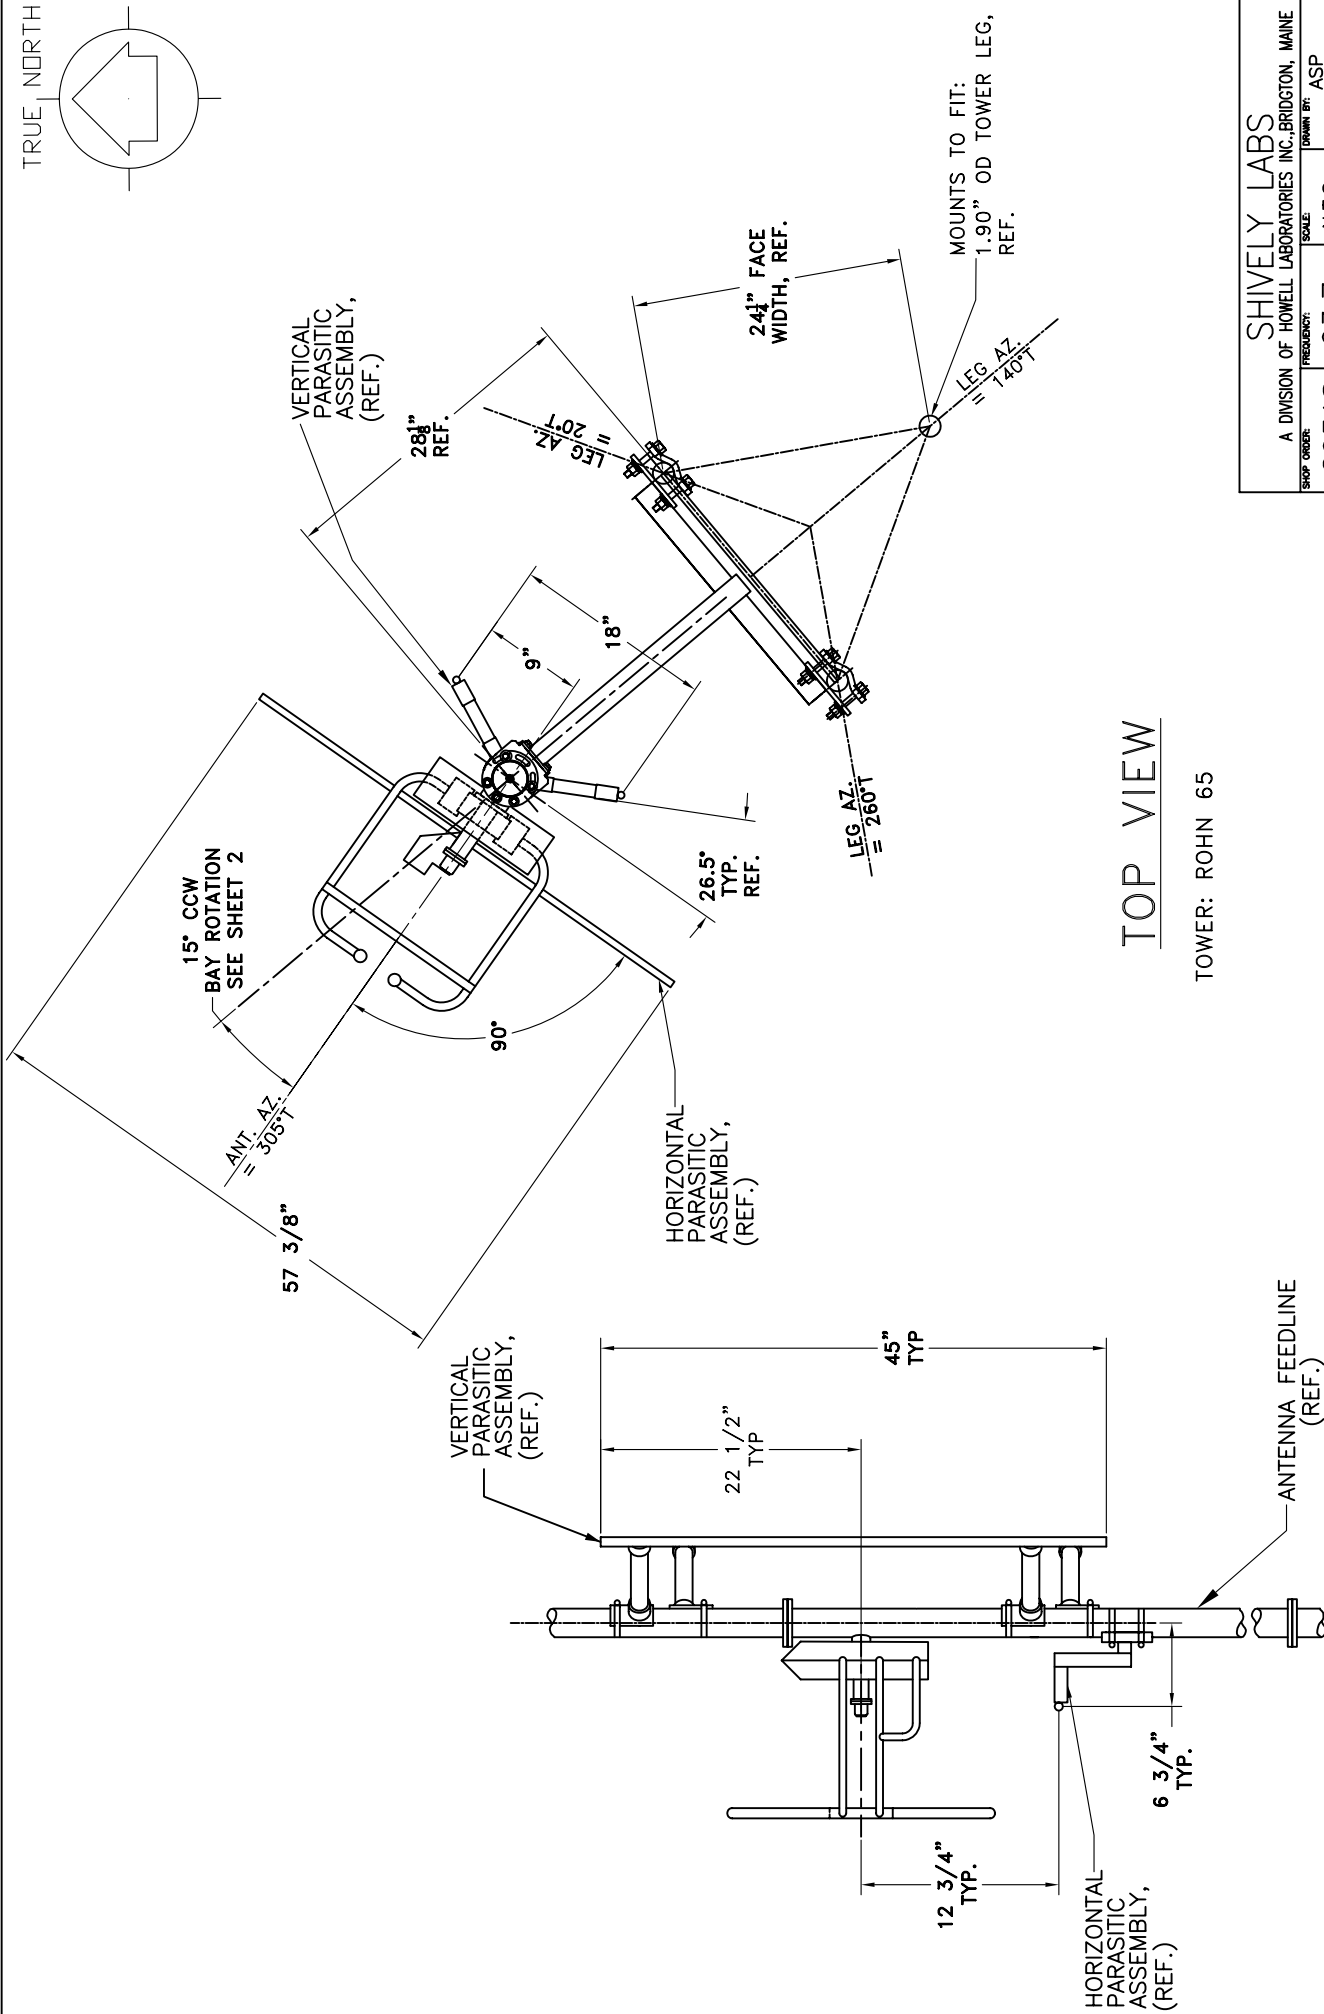 TRUE NORTH
VERTICAL
PARASITIC
ASSEMBLY,
(REF.)
28 1/8"
REF.
24 1/4" FACE
WIDTH, REF.
MOUNTS TO FIT:
1.90" OD TOWER LEG,
REF.
LEG AZ.
= 20°T
LEG AZ.
= 140°T
LEG AZ.
= 260°T
9"
18"
15° CCW
BAY ROTATION
SEE SHEET 2
26.5°
TYP.
REF.
90°
ANT. AZ.
= 305°T
57 3/8"
HORIZONTAL
PARASITIC
ASSEMBLY,
(REF.)
TOP VIEW
TOWER: ROHN 65
VERTICAL
PARASITIC
ASSEMBLY,
(REF.)
45"
TYP
22 1/2"
TYP
ANTENNA FEEDLINE
(REF.)
6 3/4"
TYP.
12 3/4"
TYP.
HORIZONTAL
PARASITIC
ASSEMBLY,
(REF.)
SHIVELY LABS
A DIVISION OF HOWELL LABORATORIES INC.,BRIDGTON, MAINE
SHOP ORDER:
FREQUENCY:
SCALE:
DRAWN BY:
ASP